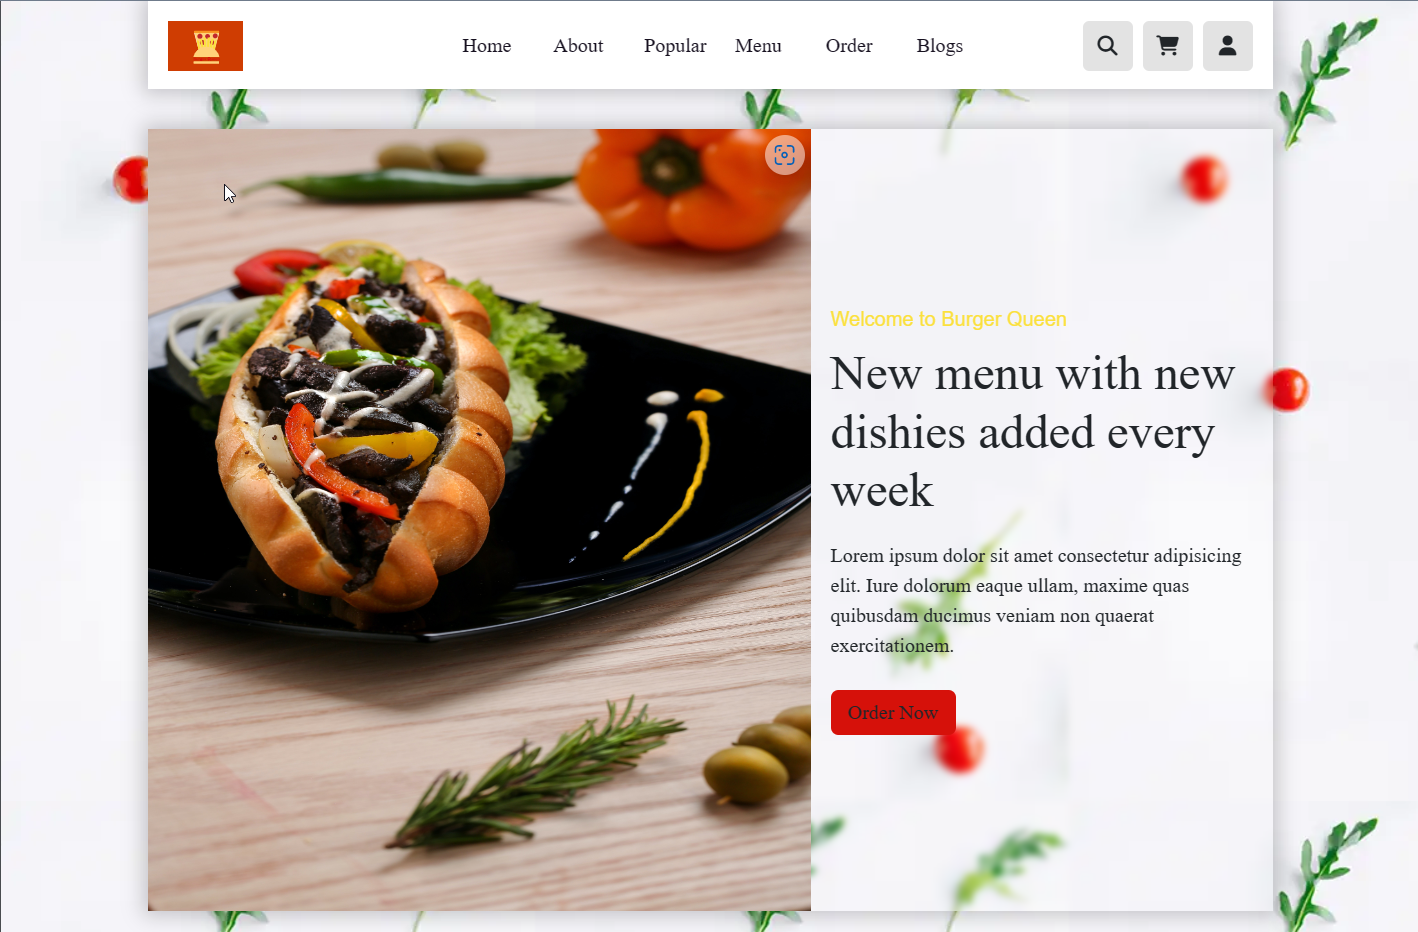 Home About Popular Menu Order Blogs
Welcome to Burger Queen
New menu with new
dishies added every
week
Lorem ipsum dolor sit amet consectetur adipisicing
elit. Iure dolorum eaque ullam, maxime quas
quibusdam ducimus veniam non quaerat
exercitationem.
Order Now